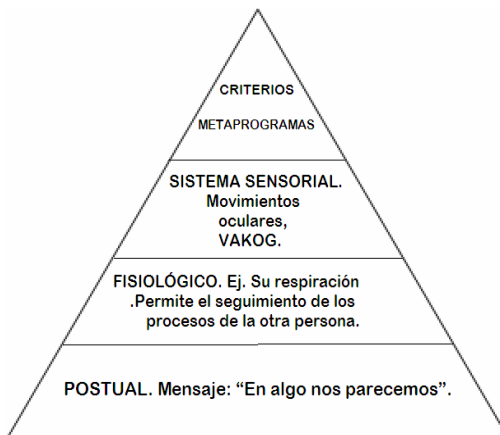 CRITERIOS
METAPROGRAMAS
SISTEMA SENSORIAL.
Movimientos
oculares,
VAKOG.
FISIOLÓGICO. Ej. Su respiración
.Permite el seguimiento de los
procesos de la otra persona.
POSTUAL. Mensaje: “En algo nos parecemos”.